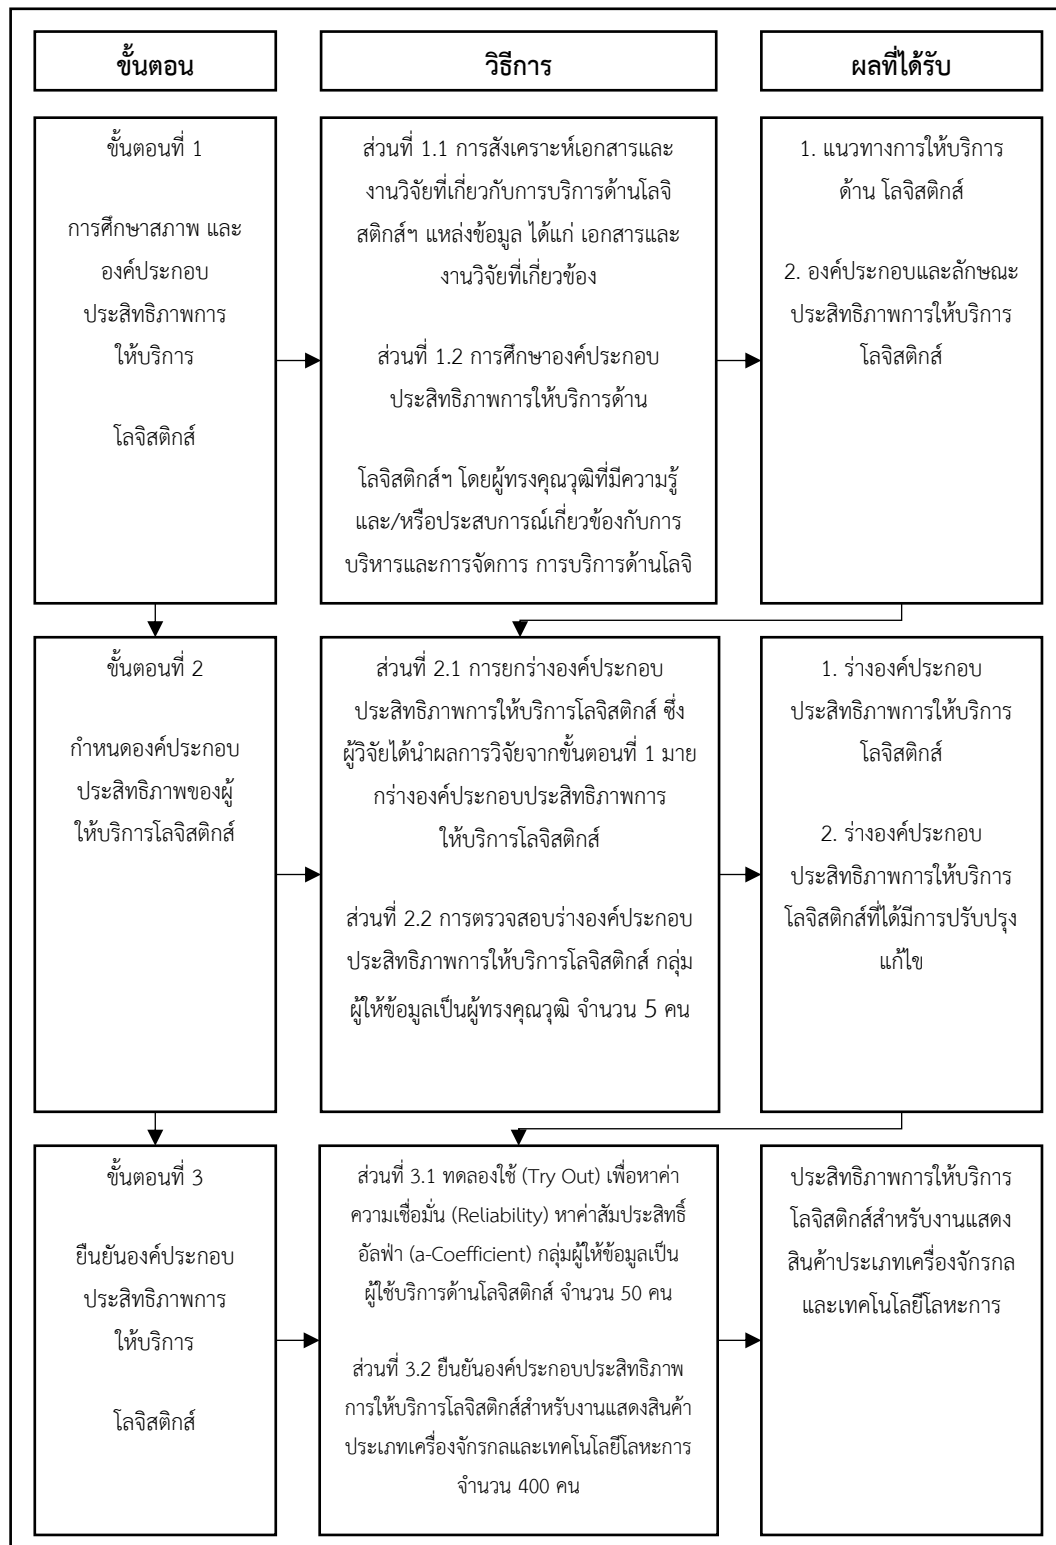 ขั้นตอน
วิธีการ
ผลที่ได้รับ
ขั้นตอนที่ 1
การศึกษาสภาพ และ
องค์ประกอบ
ประสิทธิภาพการ
ให้บริการ
โลจิสติกส์
ส่วนที่ 1.1 การสังเคราะห์เอกสารและ
งานวิจัยที่เกี่ยวกับการบริการด้านโลจิ
สติกส์ฯ แหล่งข้อมูล ได้แก่ เอกสารและ
งานวิจัยที่เกี่ยวข้อง
ส่วนที่ 1.2 การศึกษาองค์ประกอบ
ประสิทธิภาพการให้บริการด้าน
โลจิสติกส์ฯ โดยผู้ทรงคุณวุฒิที่มีความรู้
และ/หรือประสบการณ์เกี่ยวข้องกับการ
บริหารและการจัดการ การบริการด้านโลจิ
1. แนวทางการให้บริการ
ด้าน โลจิสติกส์
2. องค์ประกอบและลักษณะ
ประสิทธิภาพการให้บริการ
โลจิสติกส์
ขั้นตอนที่ 2
กำหนดองค์ประกอบ
ประสิทธิภาพของผู้
ให้บริการโลจิสติกส์
ส่วนที่ 2.1 การยกร่างองค์ประกอบ
ประสิทธิภาพการให้บริการโลจิสติกส์ ซึ่ง
ผู้วิจัยได้นำผลการวิจัยจากขั้นตอนที่ 1 มาย
กร่างองค์ประกอบประสิทธิภาพการ
ให้บริการโลจิสติกส์
ส่วนที่ 2.2 การตรวจสอบร่างองค์ประกอบ
ประสิทธิภาพการให้บริการโลจิสติกส์ กลุ่ม
ผู้ให้ข้อมูลเป็นผู้ทรงคุณวุฒิ จำนวน 5 คน
1. ร่างองค์ประกอบ
ประสิทธิภาพการให้บริการ
โลจิสติกส์
2. ร่างองค์ประกอบ
ประสิทธิภาพการให้บริการ
โลจิสติกส์ที่ได้มีการปรับปรุง
แก้ไข
ขั้นตอนที่ 3
ยืนยันองค์ประกอบ
ประสิทธิภาพการ
ให้บริการ
โลจิสติกส์
ส่วนที่ 3.1 ทดลองใช้ (Try Out) เพื่อหาค่า
ความเชื่อมั่น (Reliability) หาค่าสัมประสิทธิ์
อัลฟ่า (a-Coefficient) กลุ่มผู้ให้ข้อมูลเป็น
ผู้ใช้บริการด้านโลจิสติกส์ จำนวน 50 คน
ส่วนที่ 3.2 ยืนยันองค์ประกอบประสิทธิภาพ
การให้บริการโลจิสติกส์สำหรับงานแสดงสินค้า
ประเภทเครื่องจักรกลและเทคโนโลยีโลหะการ
จำนวน 400 คน
ประสิทธิภาพการให้บริการ
โลจิสติกส์สำหรับงานแสดง
สินค้าประเภทเครื่องจักรกล
และเทคโนโลยีโลหะการ